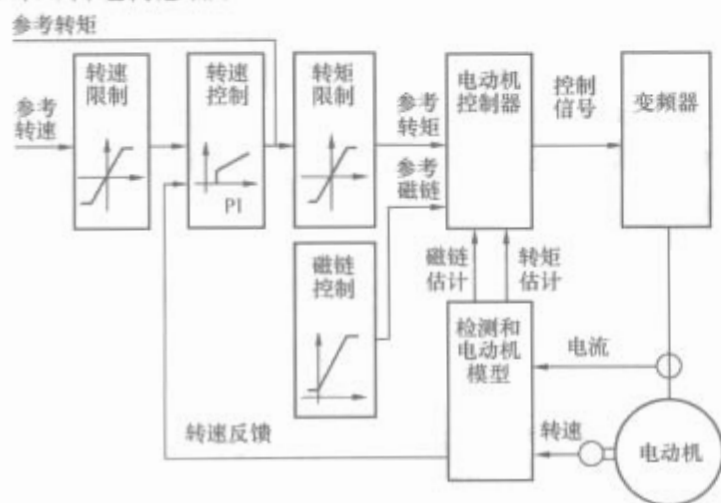 参考转矩
转速
限制
转速
控制
转矩
限制
电动机
控制器
控制
信号
变频器
参考
转速
参考
转矩
参考
磁链
PI
磁链
控制
磁链
估计
转矩
估计
检测和
电动机
模型
电流
转速反馈
转速
电动机